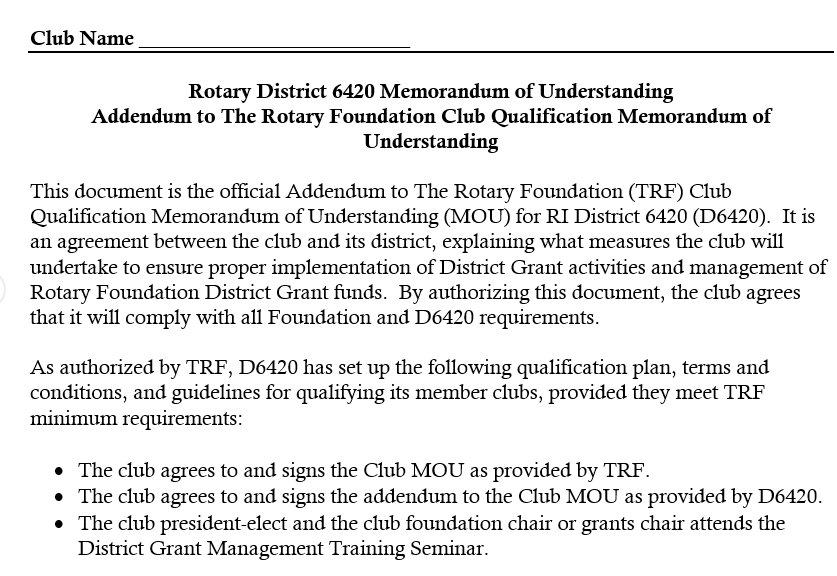 Club Name ___________________________
Rotary District 6420 Memorandum of Understanding
Addendum to The Rotary Foundation Club Qualification Memorandum of
Understanding
This document is the official Addendum to The Rotary Foundation (TRF) Club
Qualification Memorandum of Understanding (MOU) for RI District 6420 (D6420).  It is
an agreement between the club and its district, explaining what measures the club will
undertake to ensure proper implementation of District Grant activities and management of
Rotary Foundation District Grant funds.  By authorizing this document, the club agrees
that it will comply with all Foundation and D6420 requirements.
As authorized by TRF, D6420 has set up the following qualification plan, terms and
conditions, and guidelines for qualifying its member clubs, provided they meet TRF
minimum requirements:
• The club agrees to and signs the Club MOU as provided by TRF.
• The club agrees to and signs the addendum to the Club MOU as provided by D6420.
• The club president-elect and the club foundation chair or grants chair attends the
District Grant Management Training Seminar.